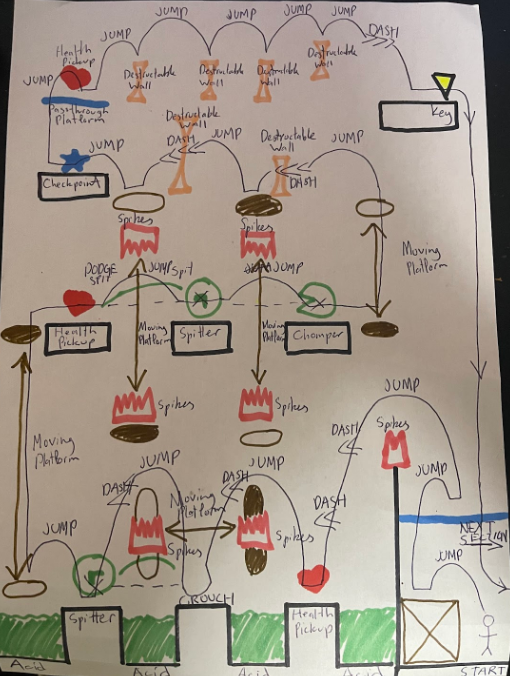 JUMP
JUMP
JUMP
JUMP
JUMP
DASH
Health
Pickup
JUMP
Destructable
Wall
Destructable
Wall
Destructable
Wall
Destructable
Wall
Passthrough
Platform
Key
Destructable
Wall
JUMP
DASH
JUMP
Destructable
Wall
JUMP
DASH
Checkpoint
Spikes
Spikes
Moving
Platform
DODGE
SPIT
JUMP
Spit
JUMP
Health
Pickup
Moving
Platform
Spitter
Moving
Platform
Chomper
Spikes
Spikes
Moving
Platform
JUMP
DASH
Spikes
JUMP
JUMP
DASH
JUMP
DASH
Moving
Platform
DASH
JUMP
Spikes
Spikes
NEXT
SECTION
JUMP
CROUCH
Spitter
Health
Pickup
Acid
Acid
Acid
Acid
START